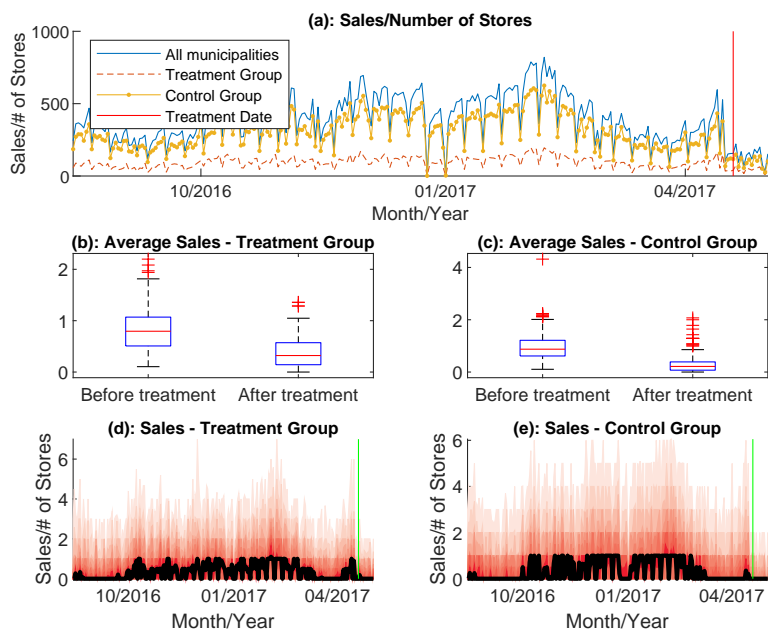 (a): Sales/Number of Stores
1000
500
0
Sales/# of Stores
All municipalities
Treatment Group
Control Group
Treatment Date
10/2016
01/2017
04/2017
Month/Year
(b): Average Sales - Treatment Group
2
1
0
Before treatment
After treatment
(c): Average Sales - Control Group
4
2
0
Before treatment
After treatment
(d): Sales - Treatment Group
6
4
2
0
Sales/# of Stores
10/2016
01/2017
04/2017
Month/Year
(e): Sales - Control Group
6
4
2
0
Sales/# of Stores
10/2016
01/2017
04/2017
Month/Year